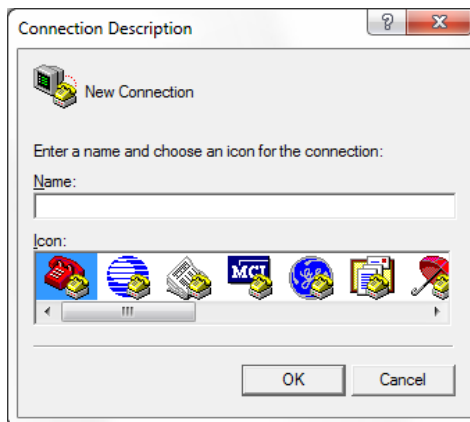 Connection Description
New Connection
Enter a name and choose an icon for the connection:
Name:
Icon:
MCI
OK
Cancel